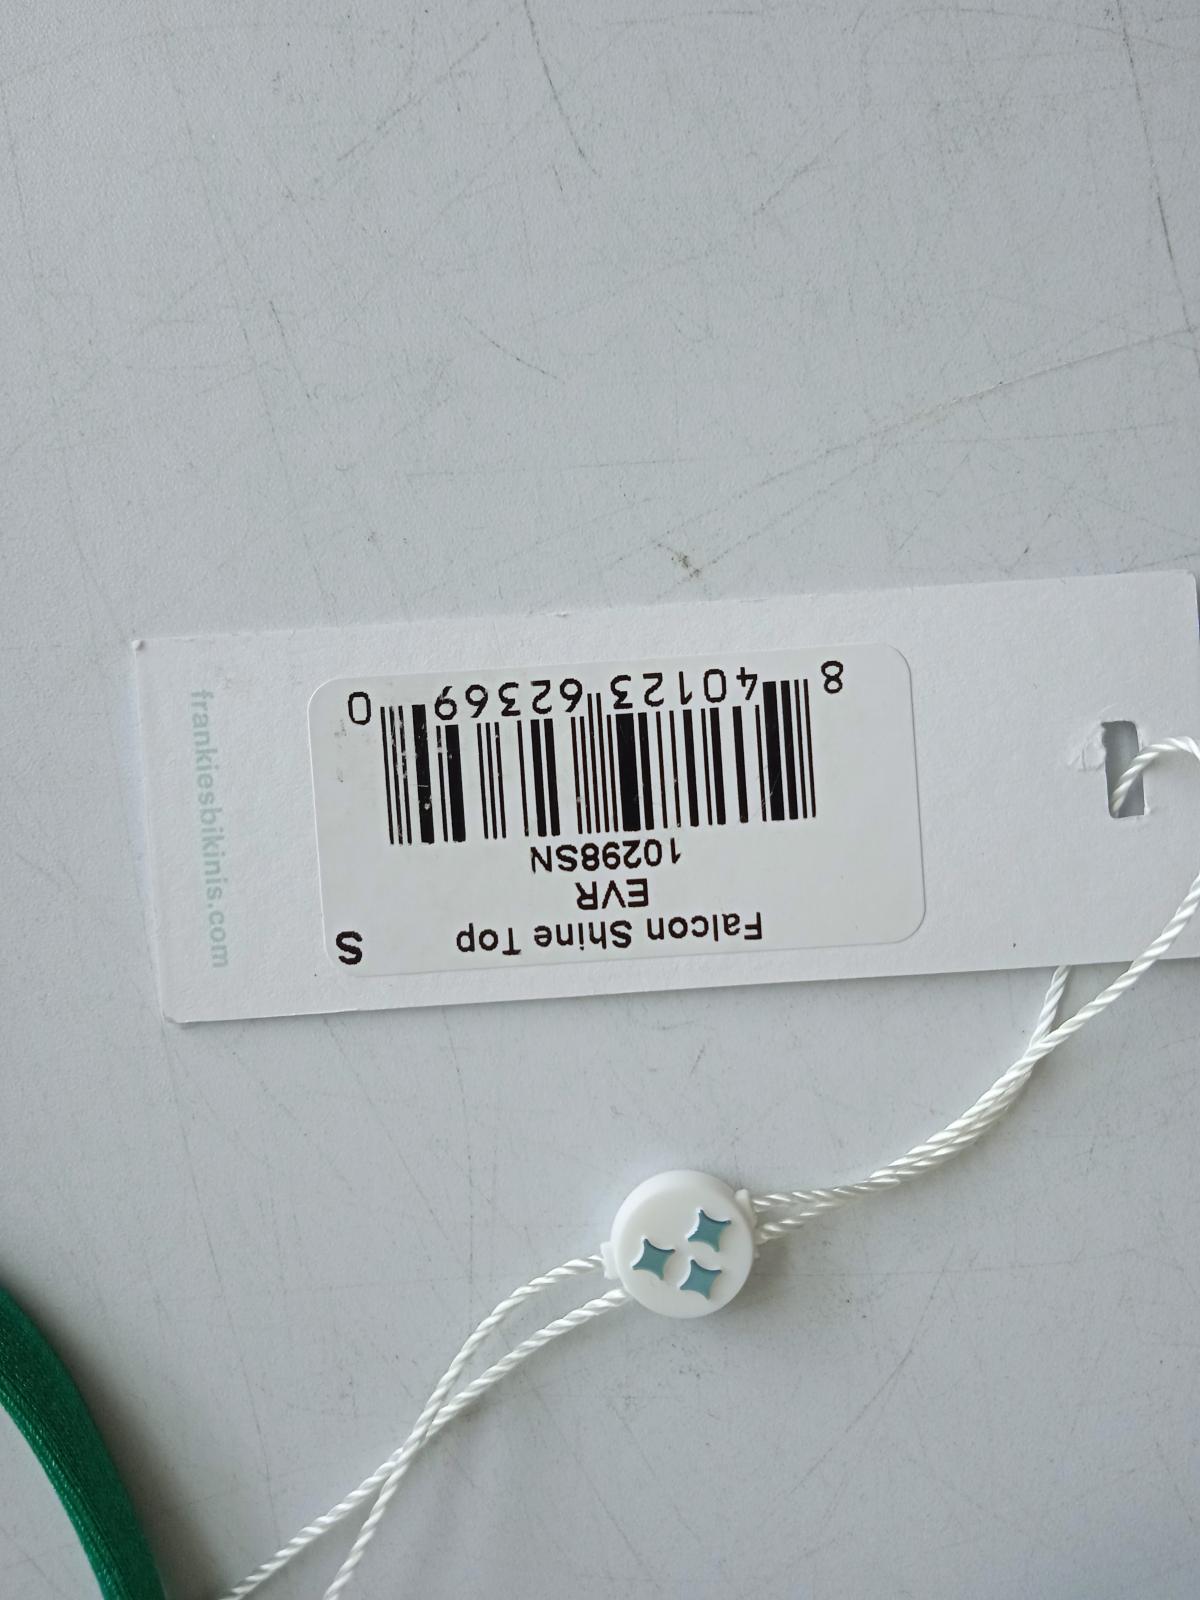 Falcon Shine Top S
EVR
10298SN
8 40123 62369 0
frankiesbikinis.com